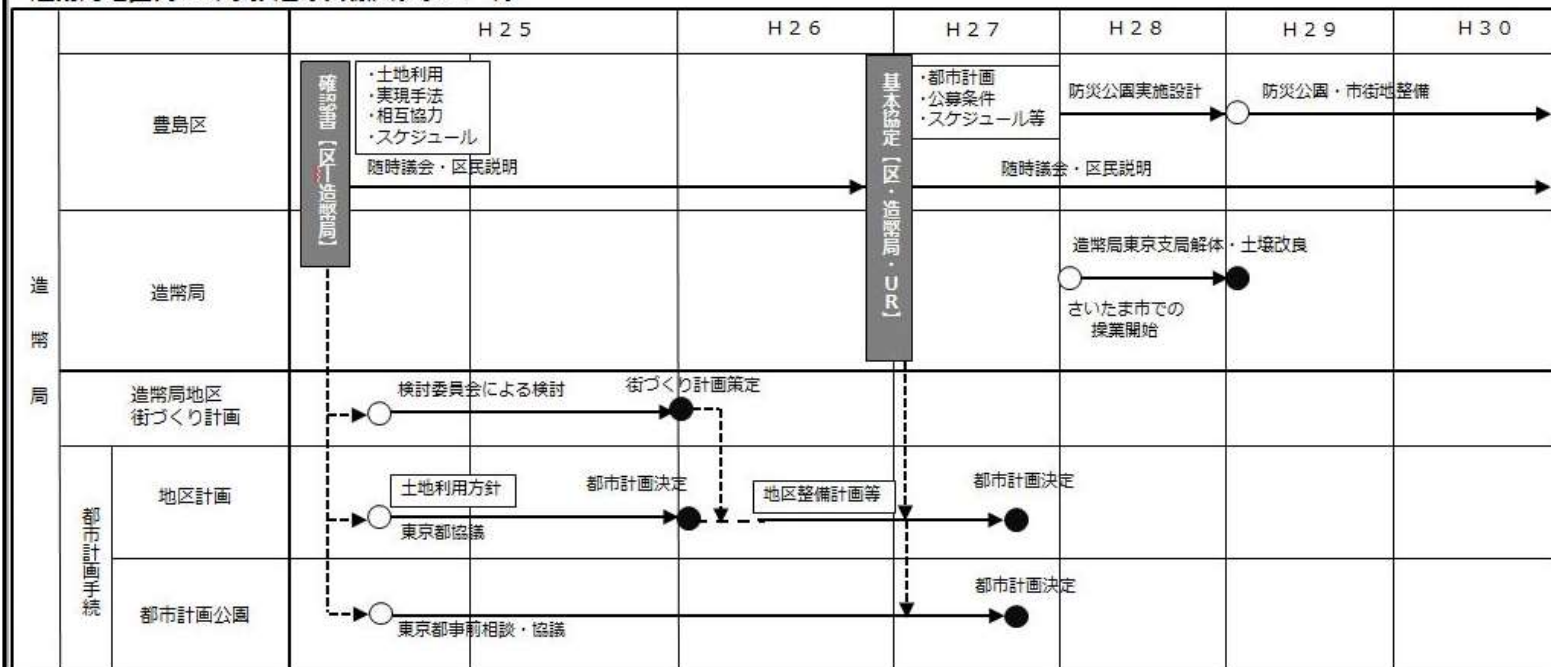 H25
H26
H27
H28
H29
H30
造幣局
豊島区
確認書【区ー造幣局】
・土地利用
・実現手法
・相互協力
・スケジュール
随時議会・区民説明
基本協定【区・造幣局・UR】
・都市計画
・公募条件
・スケジュール等
防災公園実施設計
防災公園・市街地整備
随時議会・区民説明
造幣局
造幣局東京支局解体・土壌改良
さいたま市での
操業開始
造幣局地区
街づくり計画
検討委員会による検討
街づくり計画策定
都市計画手続
地区計画
土地利用方針
東京都協議
都市計画決定
地区整備計画等
都市計画決定
都市計画公園
東京都事前相談・協議
都市計画決定